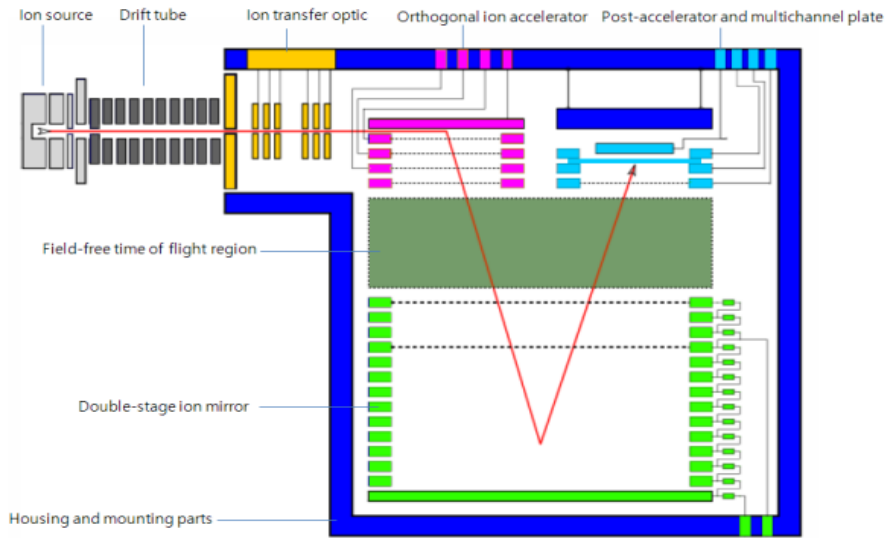 Ion source
Drift tube
Ion transfer optic
Orthogonal ion accelerator
Post-accelerator and multichannel plate
Field-free time of flight region
Double-stage ion mirror
Housing and mounting parts